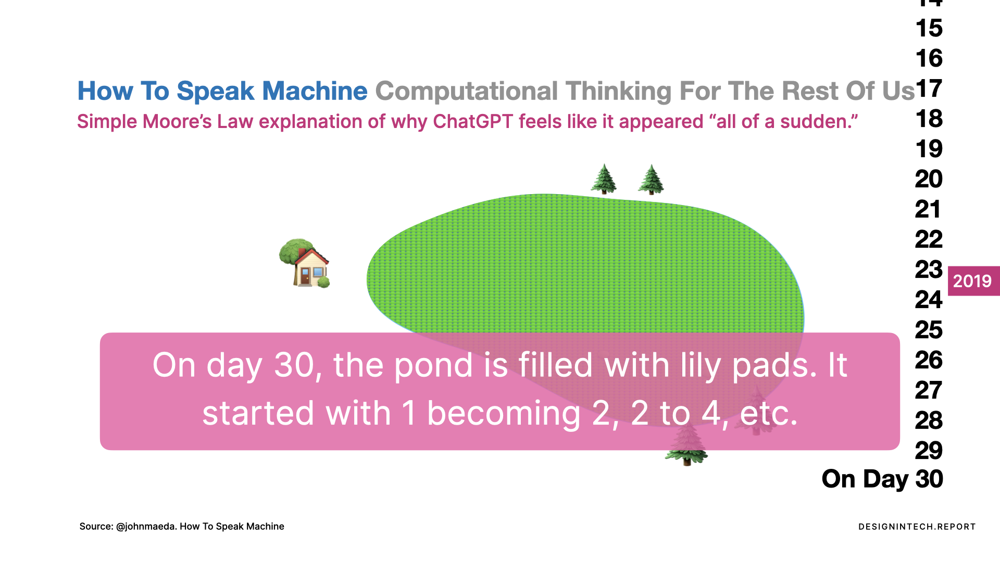 14
15
16
How To Speak Machine Computational Thinking For The Rest Of Us
17
Simple Moore’s Law explanation of why ChatGPT feels like it appeared “all of a sudden.”
18
19
20
21
22
23
2019
24
25
On day 30, the pond is filled with lily pads. It
started with 1 becoming 2, 2 to 4, etc.
26
27
28
29
On Day 30
Source: @johnmaeda. How To Speak Machine
DESIGNINTECH.REPORT